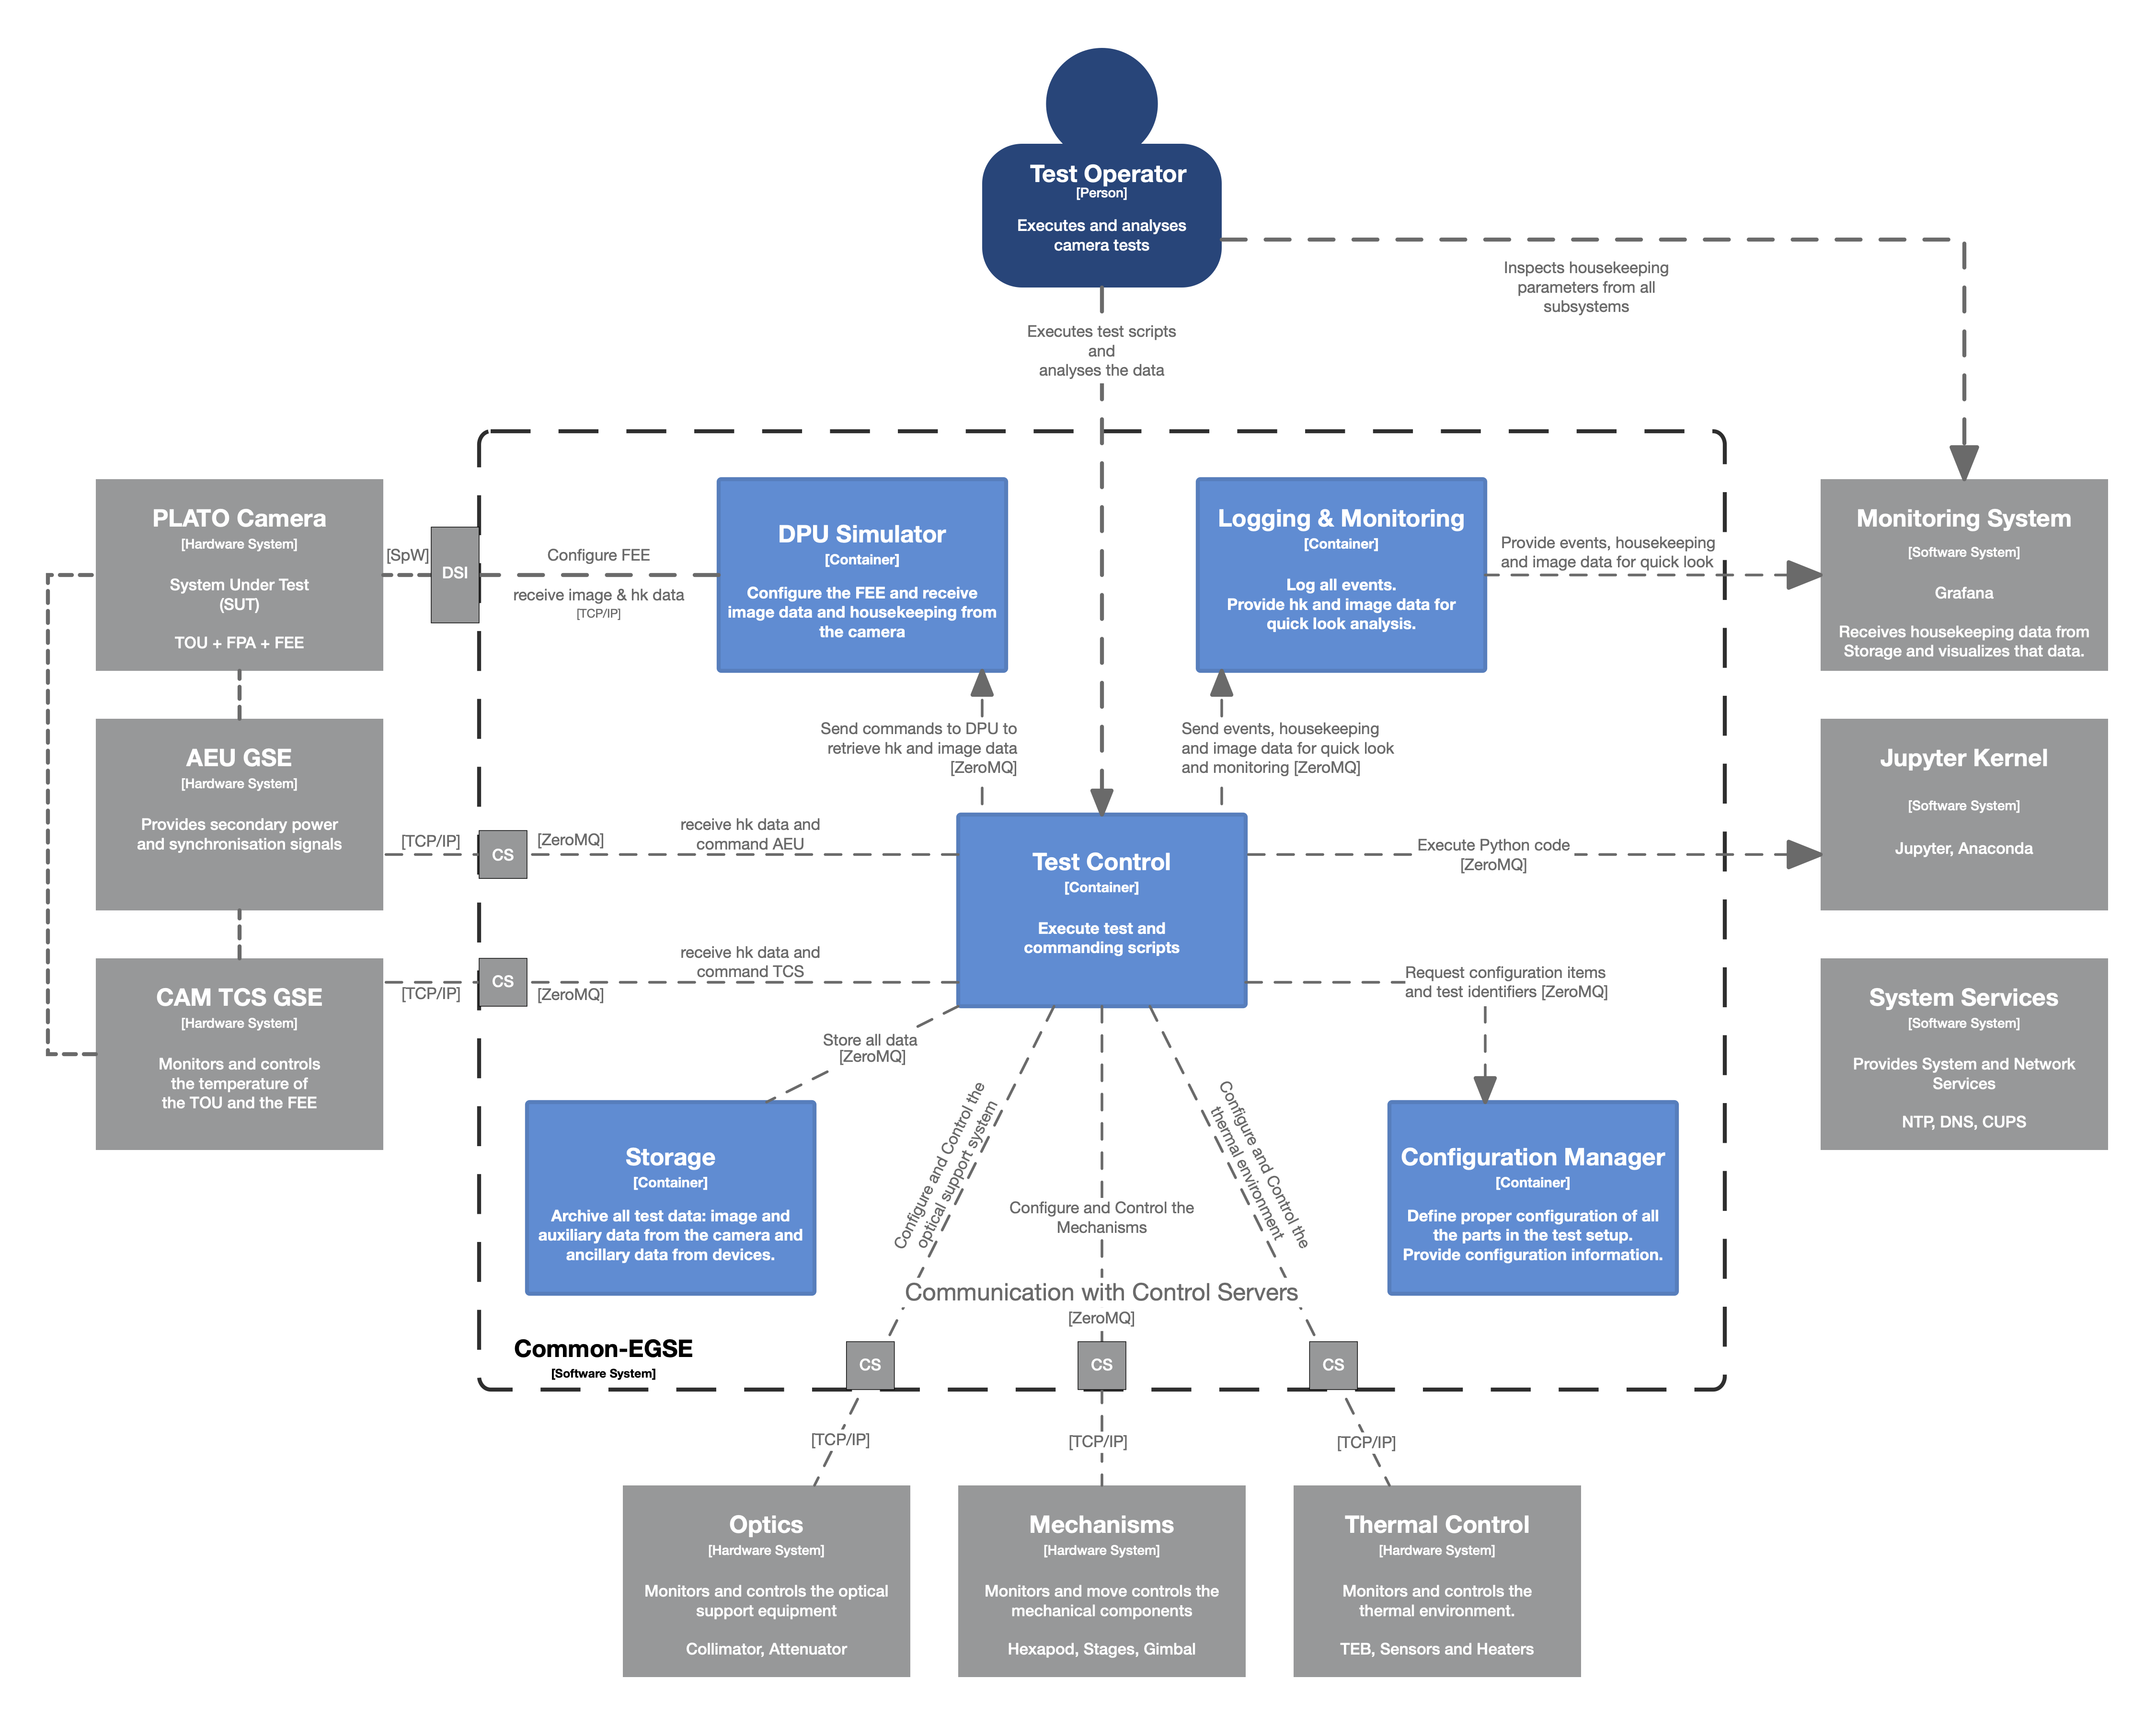 Test Operator
[Person]
Executes and analyses
camera tests
Inspects housekeeping
parameters from all
subsystems
Executes test scripts
and
analyses the data
PLATO Camera
[Hardware System]
System Under Test
(SUT)
TOU + FPA + FEE
[SpW]
DSI
Configure FEE
receive image & hk data
[TCP/IP]
DPU Simulator
[Container]
Configure the FEE and receive
image data and housekeeping from
the camera
Logging & Monitoring
[Container]
Log all events.
Provide hk and image data for
quick look analysis.
Provide events, housekeeping
and image data for quick look
Monitoring System
[Software System]
Grafana
Receives housekeeping data from
Storage and visualizes that data.
Send commands to DPU to
retrieve hk and image data
[ZeroMQ]
Send events, housekeeping
and image data for quick look
and monitoring [ZeroMQ]
AEU GSE
[Hardware System]
Provides secondary power
and synchronisation signals
[TCP/IP]
CS
[ZeroMQ]
receive hk data and
command AEU
Test Control
[Container]
Execute test and
commanding scripts
Execute Python code
[ZeroMQ]
Jupyter Kernel
[Software System]
Jupyter, Anaconda
CAM TCS GSE
[Hardware System]
Monitors and controls
the temperature of
the TOU and the FEE
[TCP/IP]
CS
[ZeroMQ]
receive hk data and
command TCS
Request configuration items
and test identifiers [ZeroMQ]
System Services
[Software System]
Provides System and Network
Services
NTP, DNS, CUPS
Store all data
[ZeroMQ]
Storage
[Container]
Archive all test data: image and
auxiliary data from the camera and
ancillary data from devices.
Configure and Control the
optical support system
Configure and Control the
Mechanisms
Configure and Control the
thermal environment
Configuration Manager
[Container]
Define proper configuration of all
the parts in the test setup.
Provide configuration information.
Communication with Control Servers
[ZeroMQ]
Common-EGSE
[Software System]
CS
CS
CS
[TCP/IP]
[TCP/IP]
[TCP/IP]
Optics
[Hardware System]
Monitors and controls the optical
support equipment
Collimator, Attenuator
Mechanisms
[Hardware System]
Monitors and move controls the
mechanical components
Hexapod, Stages, Gimbal
Thermal Control
[Hardware System]
Monitors and controls the
thermal environment.
TEB, Sensors and Heaters